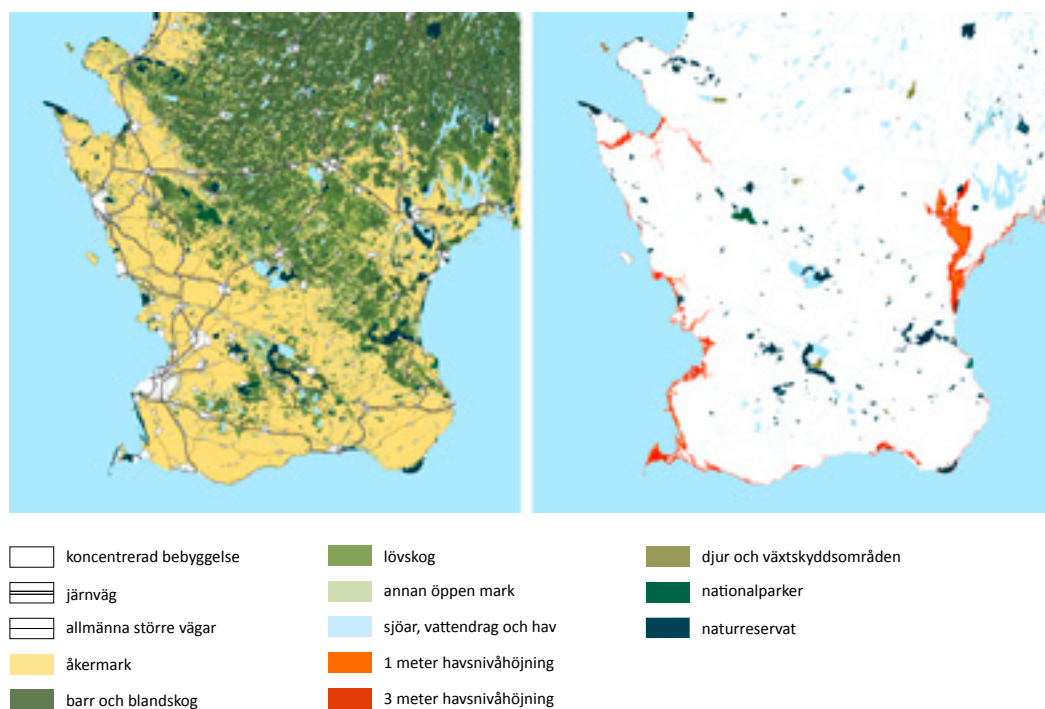 koncentrerad bebyggelse
järnväg
allmänna större vägar
åkermark
barr och blandskog
lövskog
annan öppen mark
sjöar, vattendrag och hav
1 meter havsnivåhöjning
3 meter havsnivåhöjning
djur och växtskyddsområden
nationalparker
naturreservat